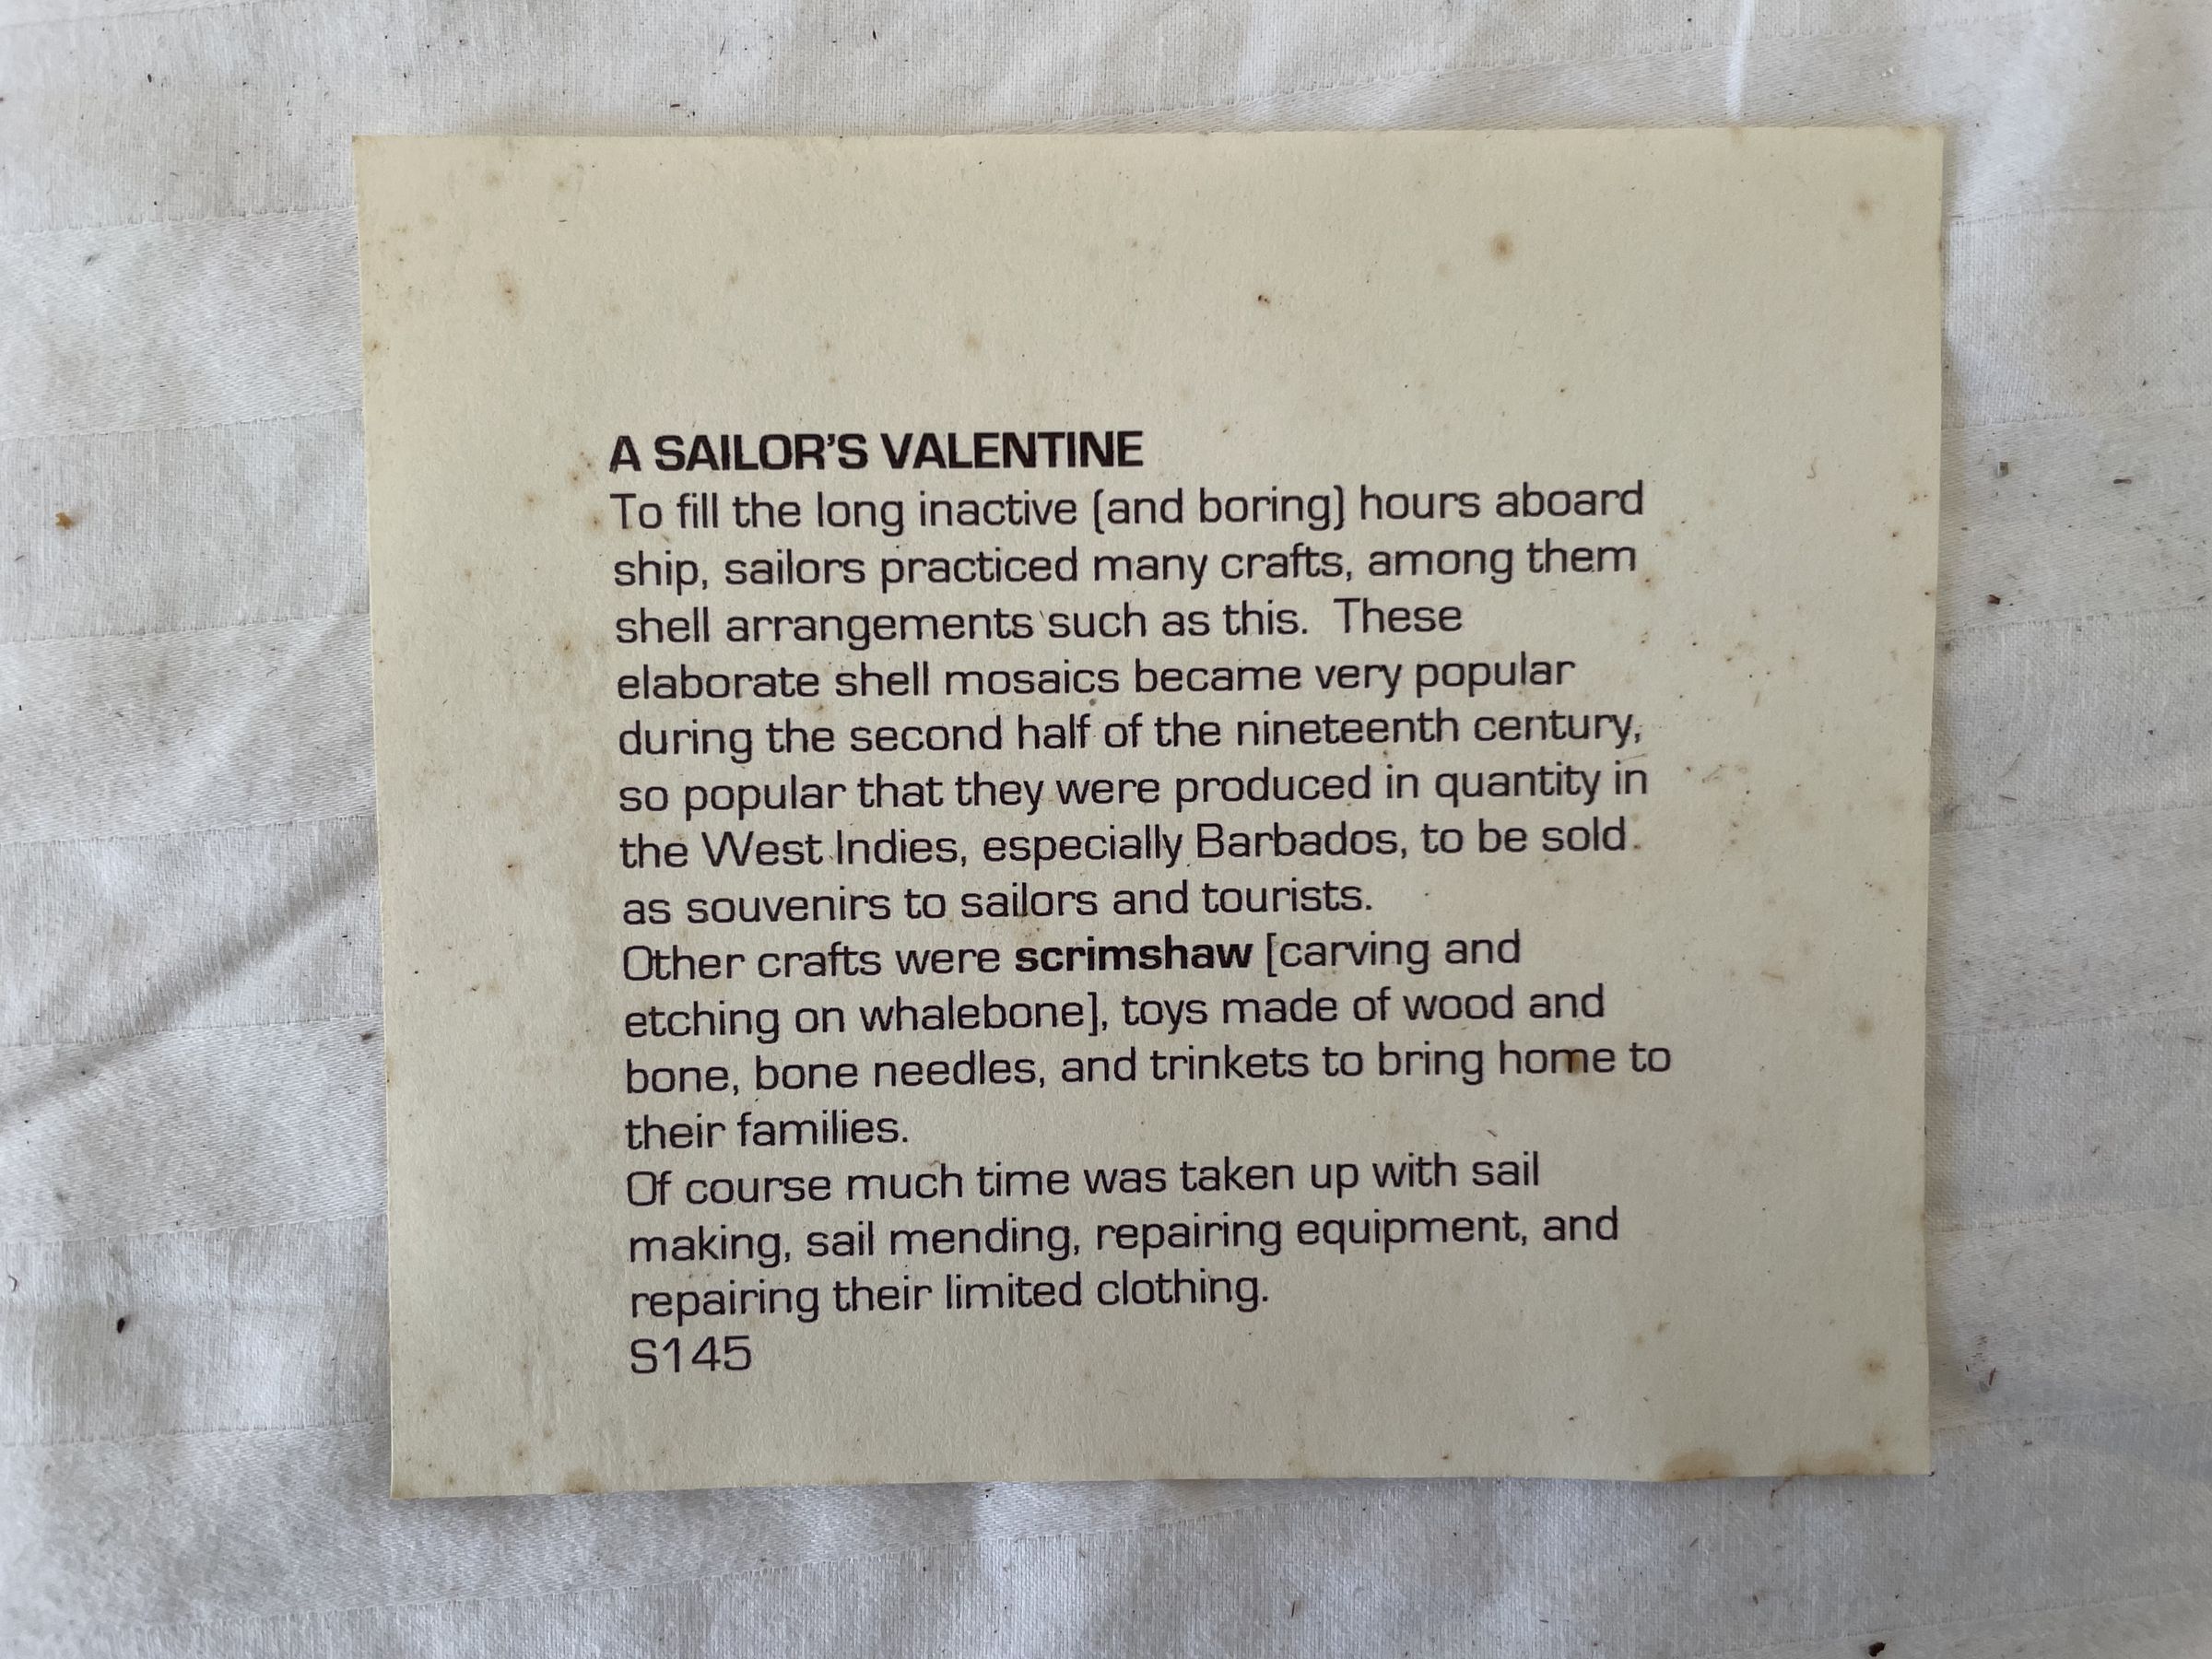 A SAILOR'S VALENTINE
To fill the long inactive (and boring) hours aboard
ship, sailors practiced many crafts, among them
shell arrangements such as this.  These
elaborate shell mosaics became very popular
during the second half of the nineteenth century,
so popular that they were produced in quantity in
the West Indies, especially Barbados, to be sold
as souvenirs to sailors and tourists.
Other crafts were scrimshaw [carving and
etching on whalebone], toys made of wood and
bone, bone needles, and trinkets to bring home to
their families.
Of course much time was taken up with sail
making, sail mending, repairing equipment, and
repairing their limited clothing.
S145